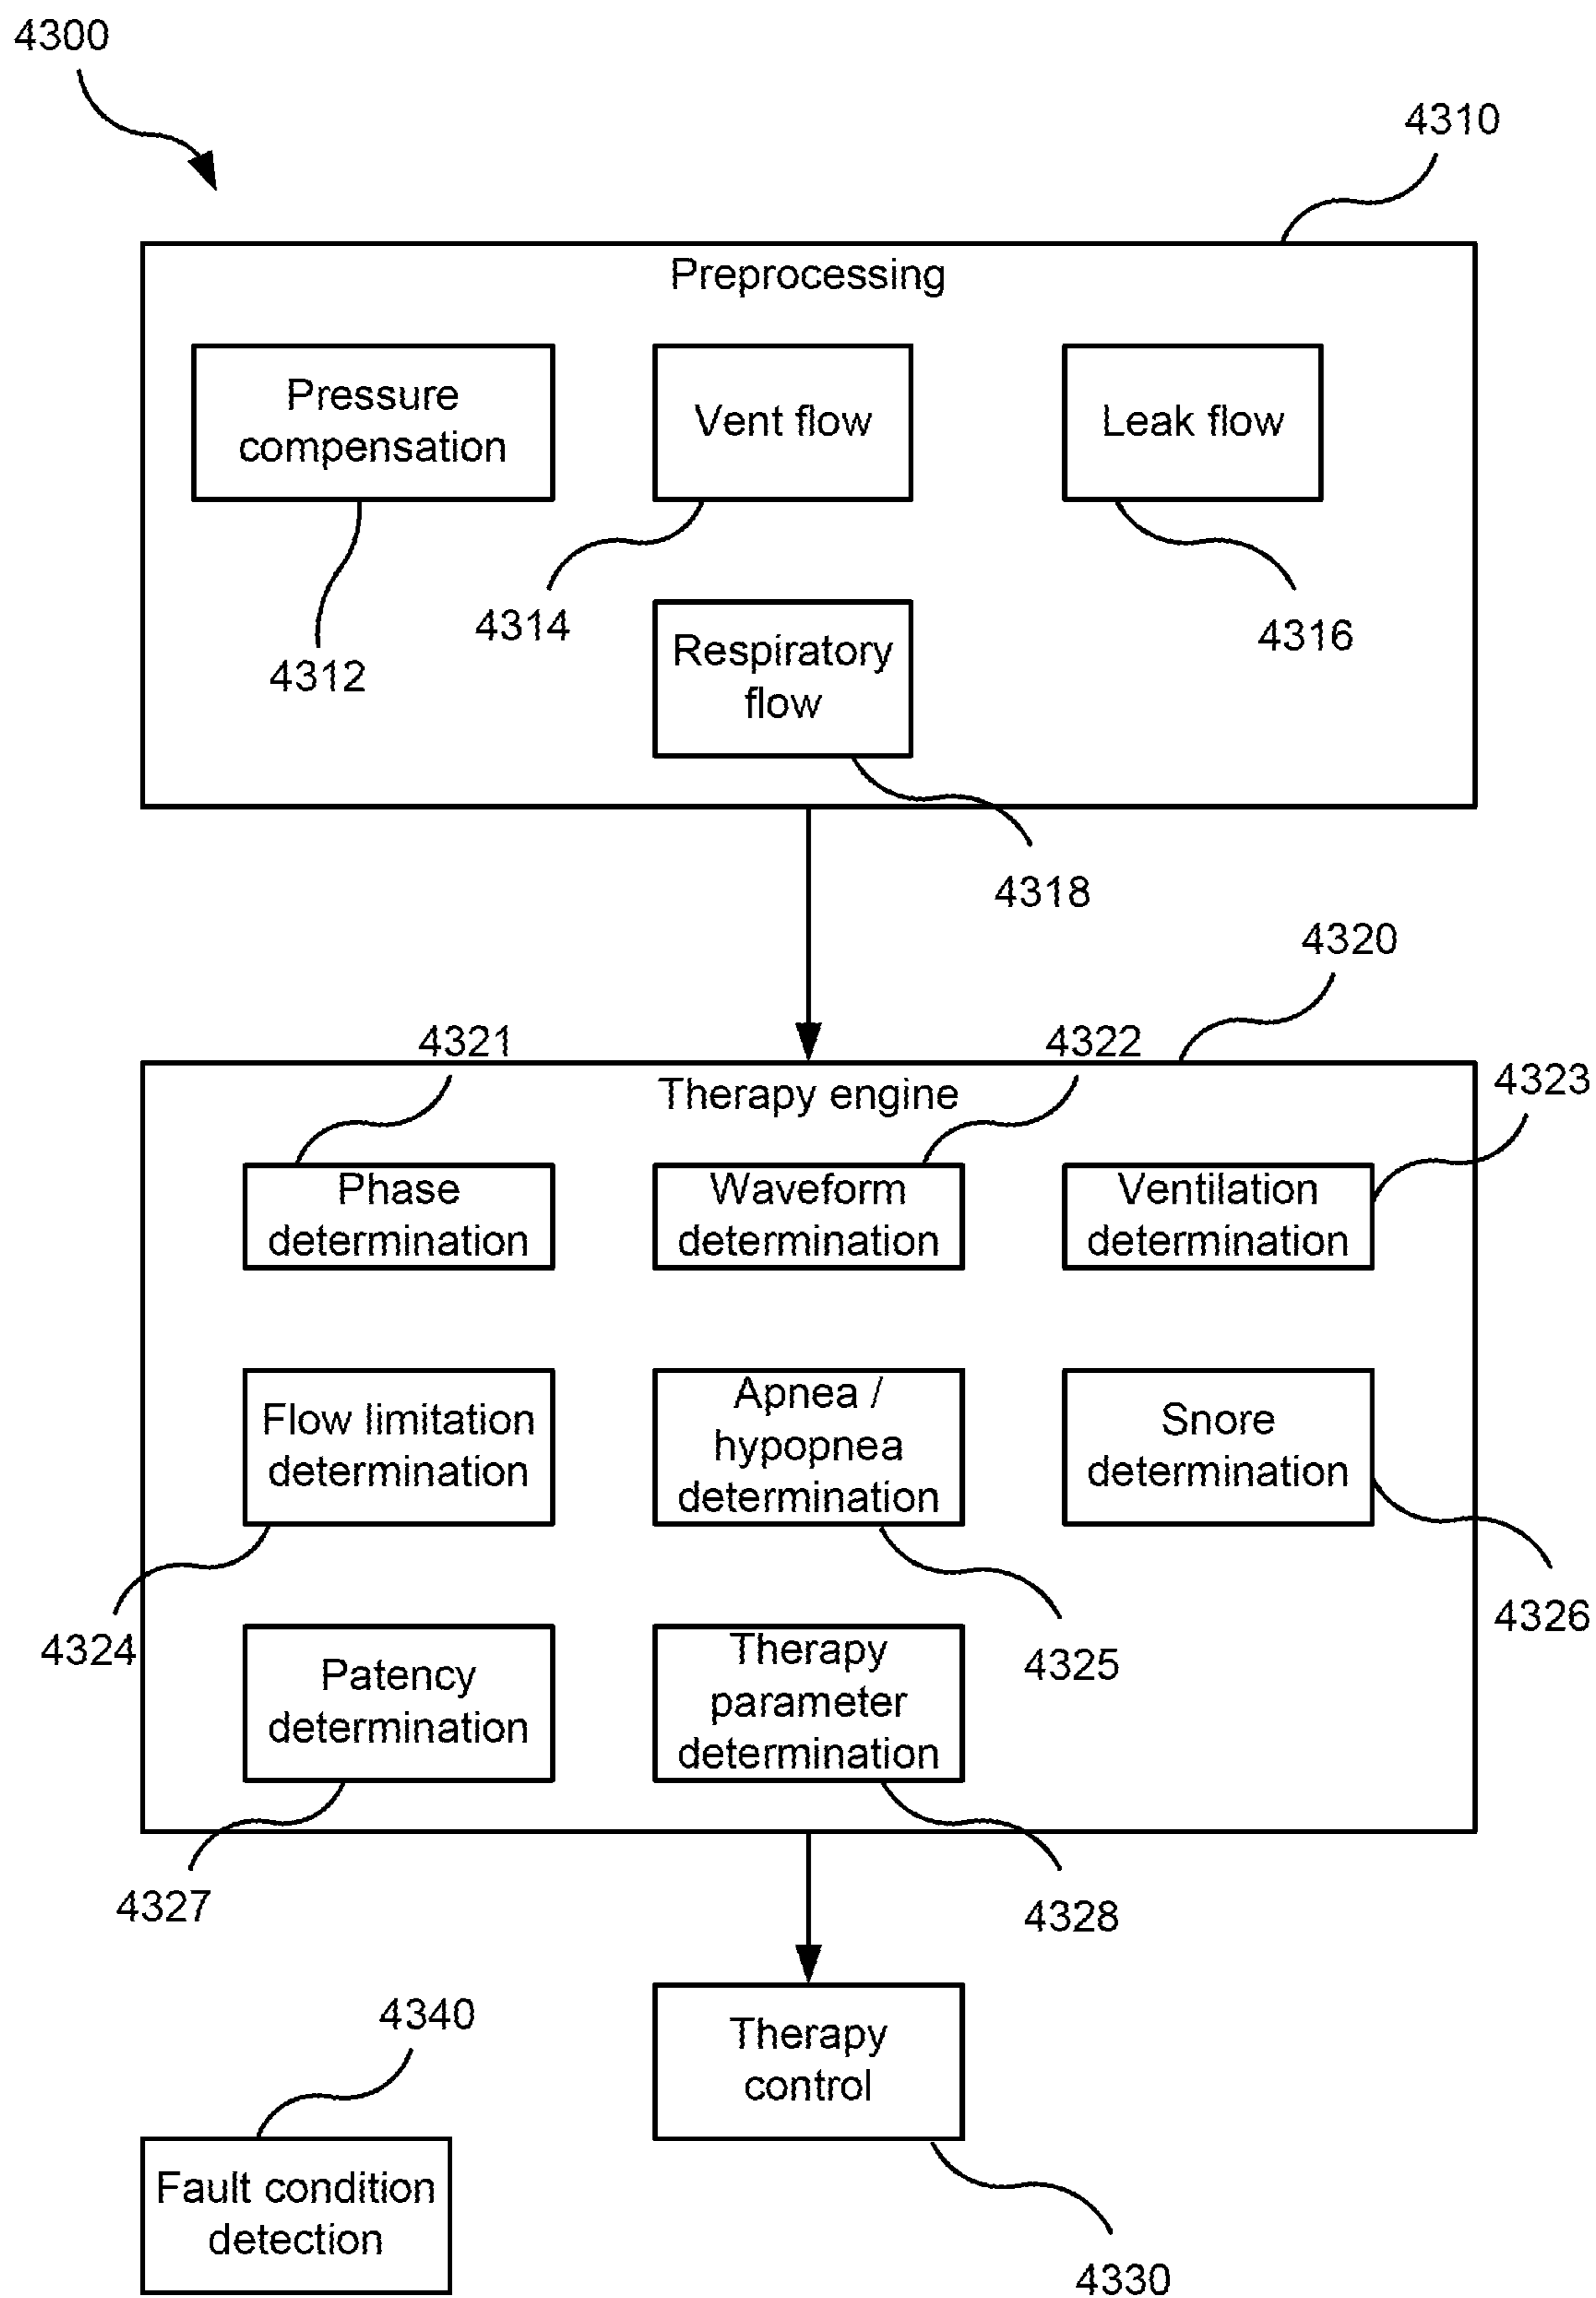 4300
4310
Preprocessing
Pressure
compensation
Vent flow
Leak flow
4312
4314
4316
Respiratory
flow
4318
4320
4321
4322
4323
Therapy engine
Phase
determination
Waveform
determination
Ventilation
determination
Flow limitation
determination
Apnea /
hypopnea
determination
Snore
determination
4324
4325
4326
Patency
determination
Therapy
parameter
determination
4327
4328
4340
Therapy
control
Fault condition
detection
4330